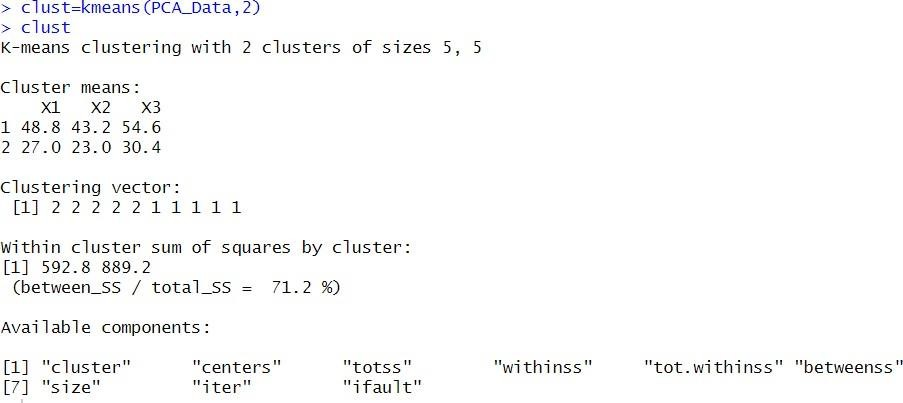 > clust=kmeans(PCA_Data,2)
> clust
K-means clustering with 2 clusters of sizes 5, 5
Cluster means:
X1 X2 X3
1 48.8 43.2 54.6
2 27.0 23.0 30.4
Clustering vector:
[1] 2 2 2 2 2 1 1 1 1 1
Within cluster sum of squares by cluster:
[1] 592.8 889.2
(between_SS / total_SS = 71.2 %)
Available components:
[1] "cluster" "centers" "totss" "withinss" "tot.withinss" "betweenss"
[7] "size" "iter" "ifault"